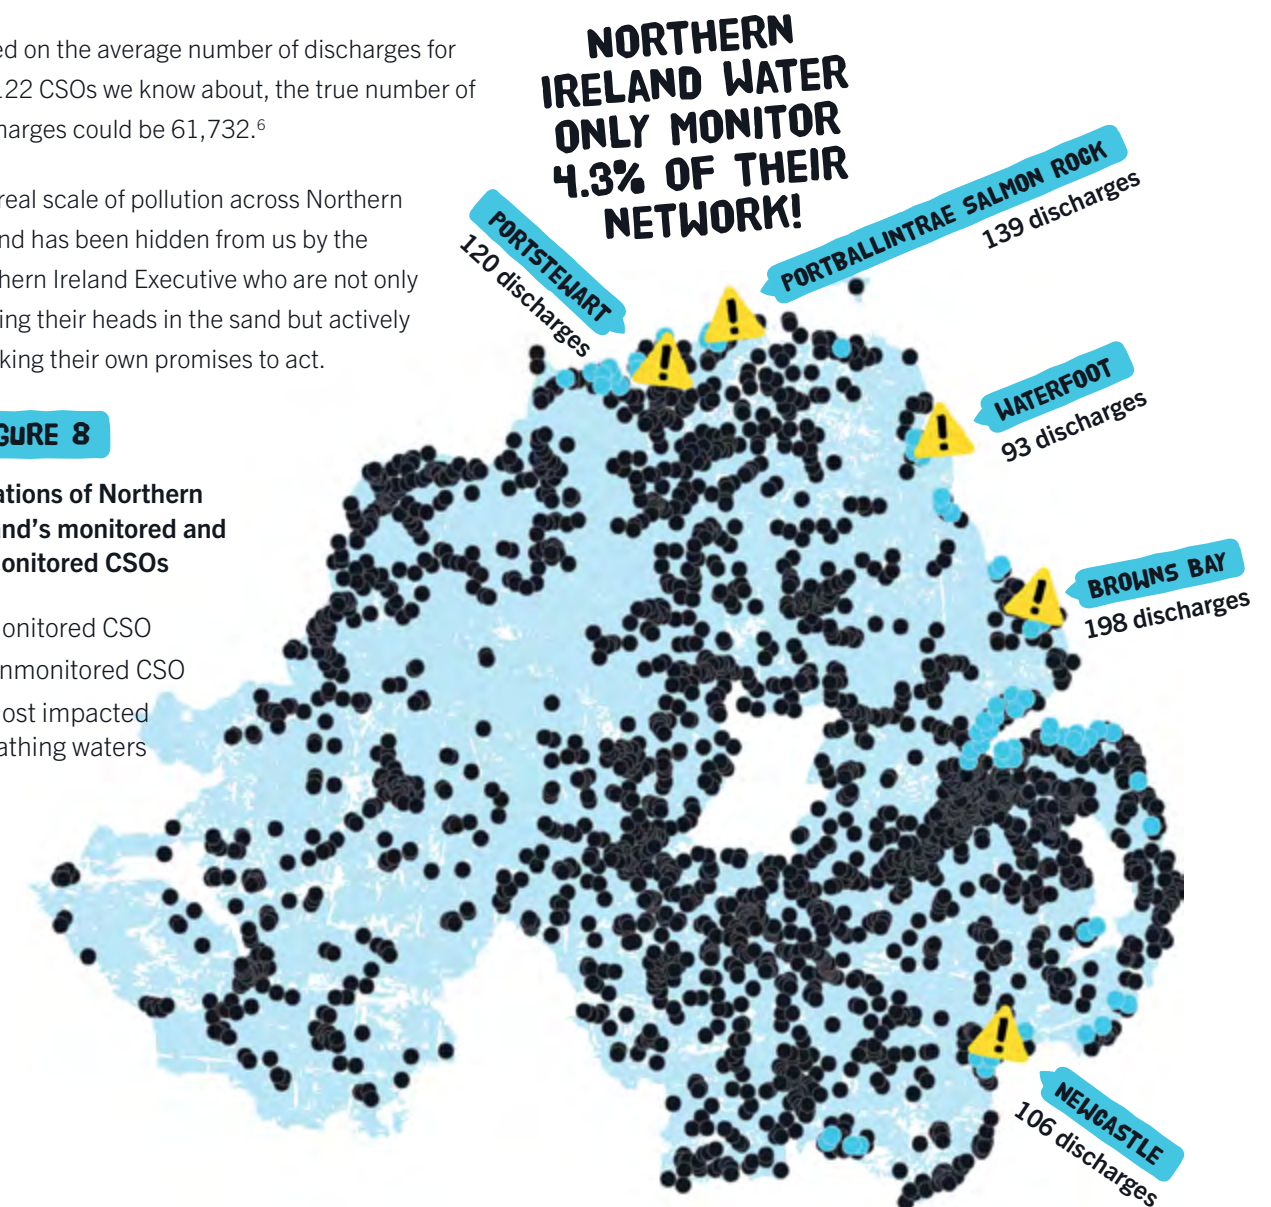 ed on the average number of discharges for
122 CSOs we know about, the true number of
harges could be 61,732.6
real scale of pollution across Northern
nd has been hidden from us by the
hern Ireland Executive who are not only
ing their heads in the sand but actively
king their own promises to act.
GURE 8
ations of Northern
and's monitored and
onitored CSOs
onitored CSO
nmonitored CSO
ost impacted
athing waters
NORTHERN
IRELAND WATER
ONLY MONITOR
4.3% OF THEIR
NETWORK!
PORTSTEWART
120 discharges
PORTBALLINTRAE SALMON ROCK
139 discharges
WATERFOOT
93 discharges
BROWNS BAY
198 discharges
NEWCASTLE
106 discharges